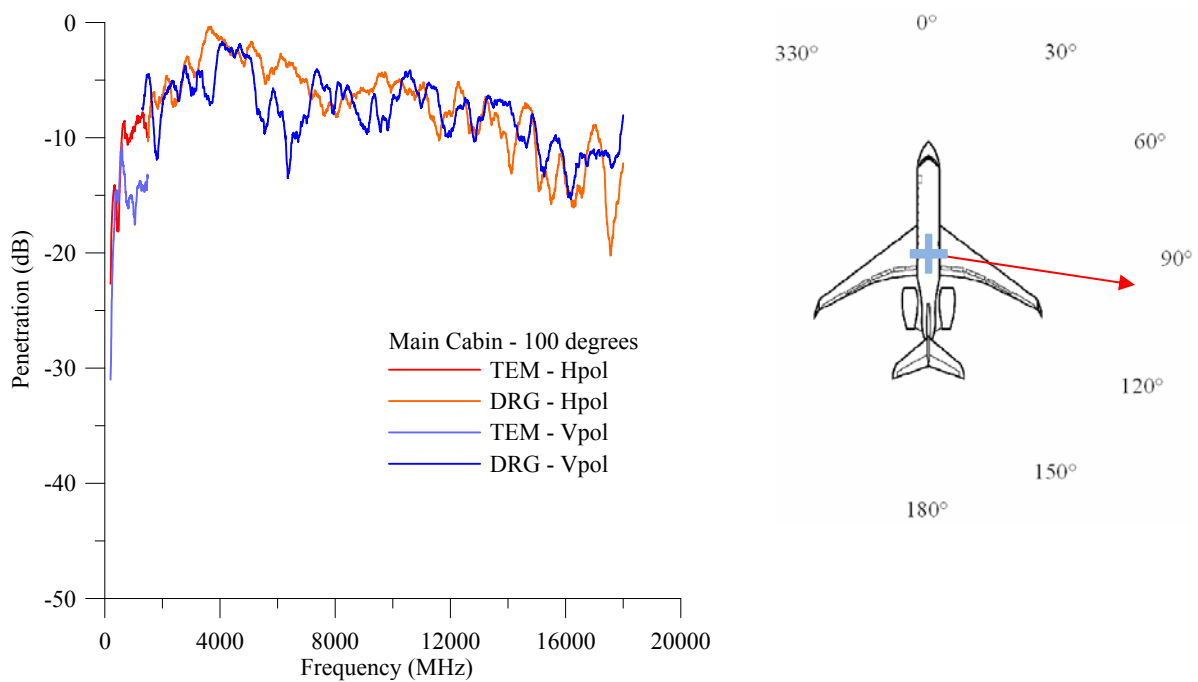 0
-10
-20
-30
-40
-50
Penetration (dB)
Main Cabin - 100 degrees
TEM - Hpol
DRG - Hpol
TEM - Vpol
DRG - Vpol
0 4000 8000 12000 16000 20000
Frequency (MHz)
0°
330° 30°
60°
90°
120°
150°
180°